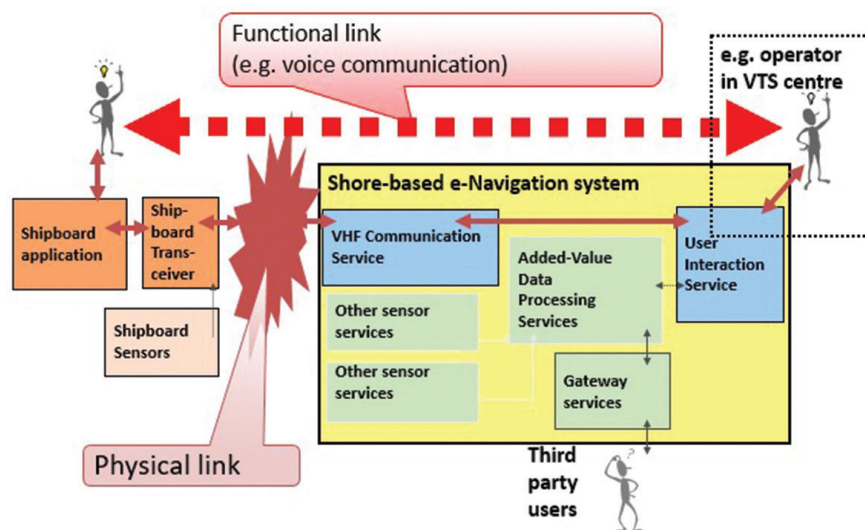 Functional link
(e.g. voice communication)
e.g. operator
in VTS centre
Shore-based e-Navigation system
Shipboard
application
Ship-
board
Trans-
ceiver
VHF Communication
Service
User
Interaction
Service
Added-Value
Data
Processing
Services
Shipboard
Sensors
Other sensor
services
Other sensor
services
Gateway
services
Physical link
Third
party
users